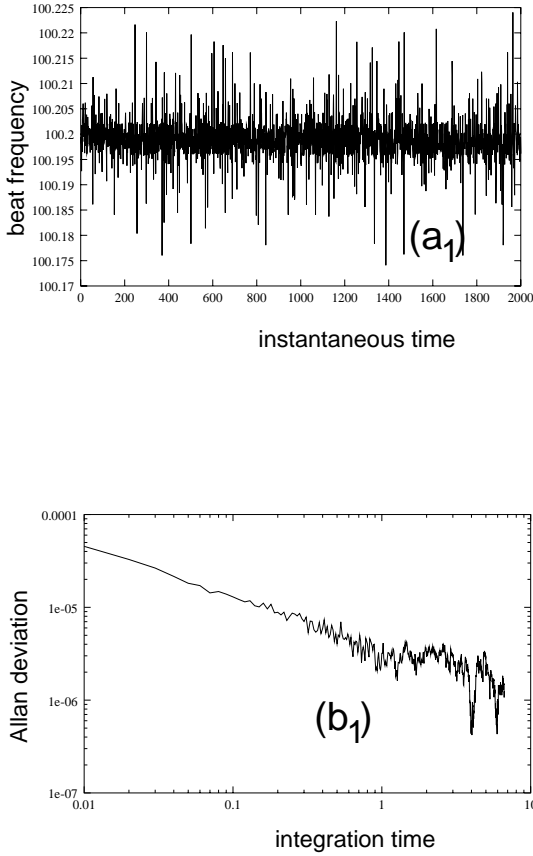 100.225
100.22
100.215
100.21
100.205
100.2
100.195
100.19
100.185
100.18
100.175
100.17
beat frequency
(a1)
0 200 400 600 800 1000 1200 1400 1600 1800 2000
instantaneous time
0.0001
1e-05
1e-06
1e-07
Allan deviation
(b1)
0.01 0.1 1 10
integration time